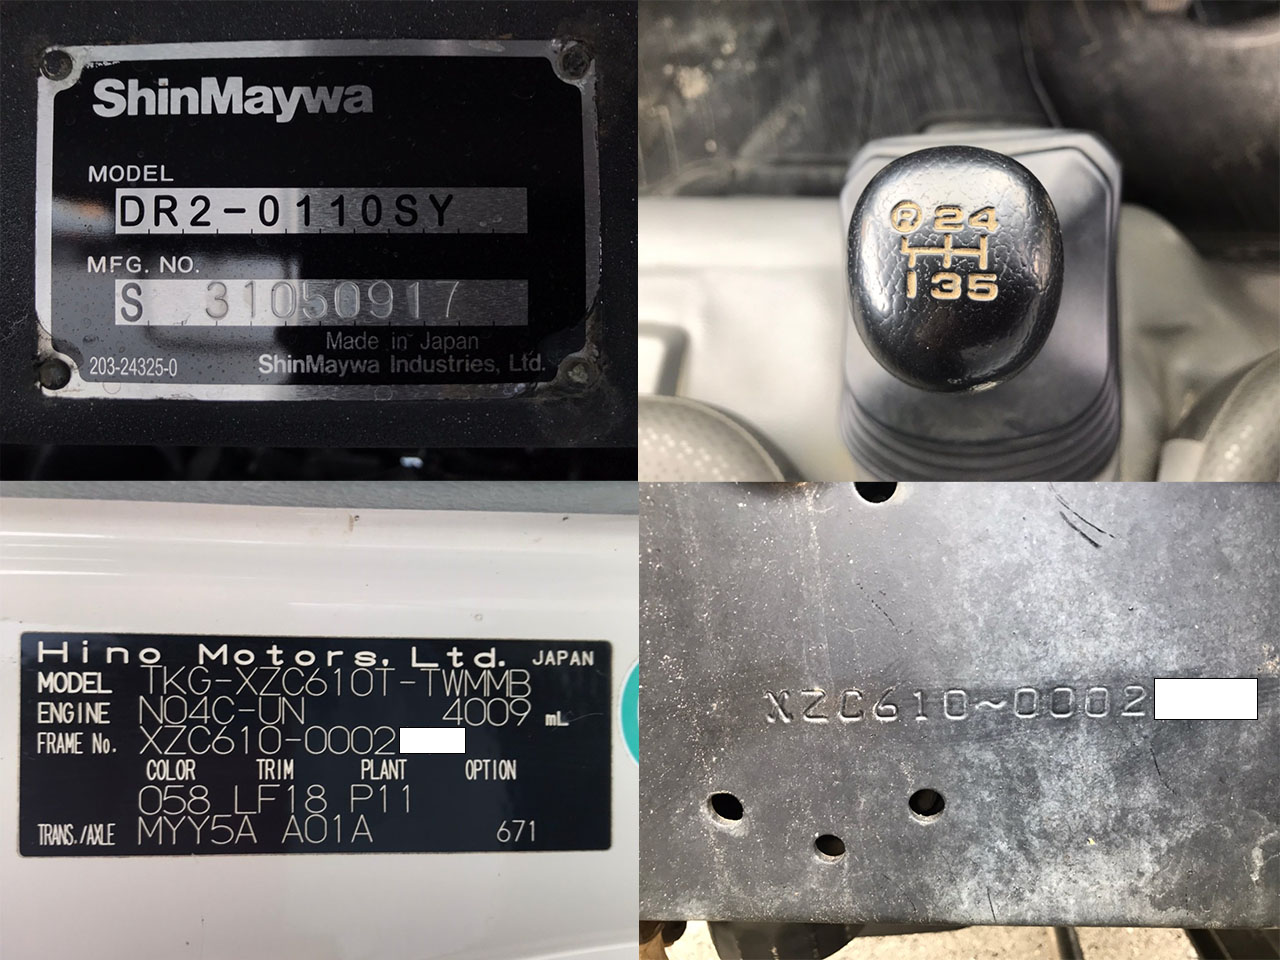 ShinMaywa
MODEL
DR2-0110SY
MFG. NO.
S 31050917
Made in Japan
203-24325-0 ShinMaywa Industries, Ltd.
R 2 4
1 3 5
Hino Motors, Ltd. JAPAN
MODEL TKG-XZC610T-TWMMB
ENGINE N04C-UN 4009 mL
FRAME No. XZC610-0002
COLOR TRIM PLANT OPTION
058 LF18 P11
TRANS./AXLE MYY5A A01A 671
XZC610~0002